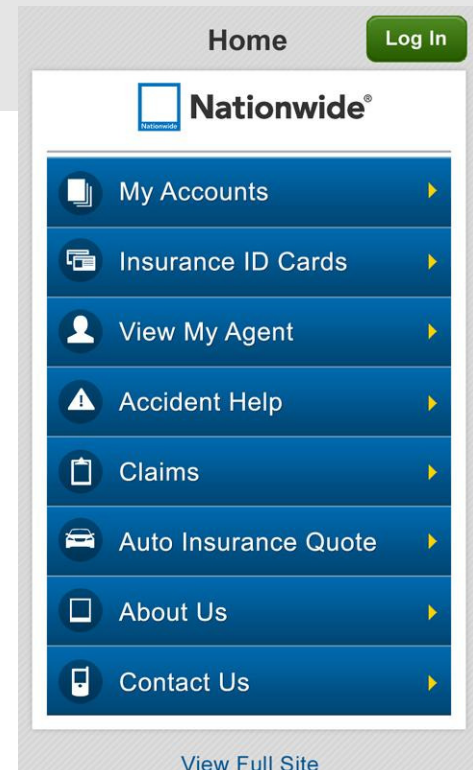 Home
Log In
Nationwide®
Nationwide
My Accounts
Insurance ID Cards
View My Agent
Accident Help
Claims
Auto Insurance Quote
About Us
Contact Us
View Full Site